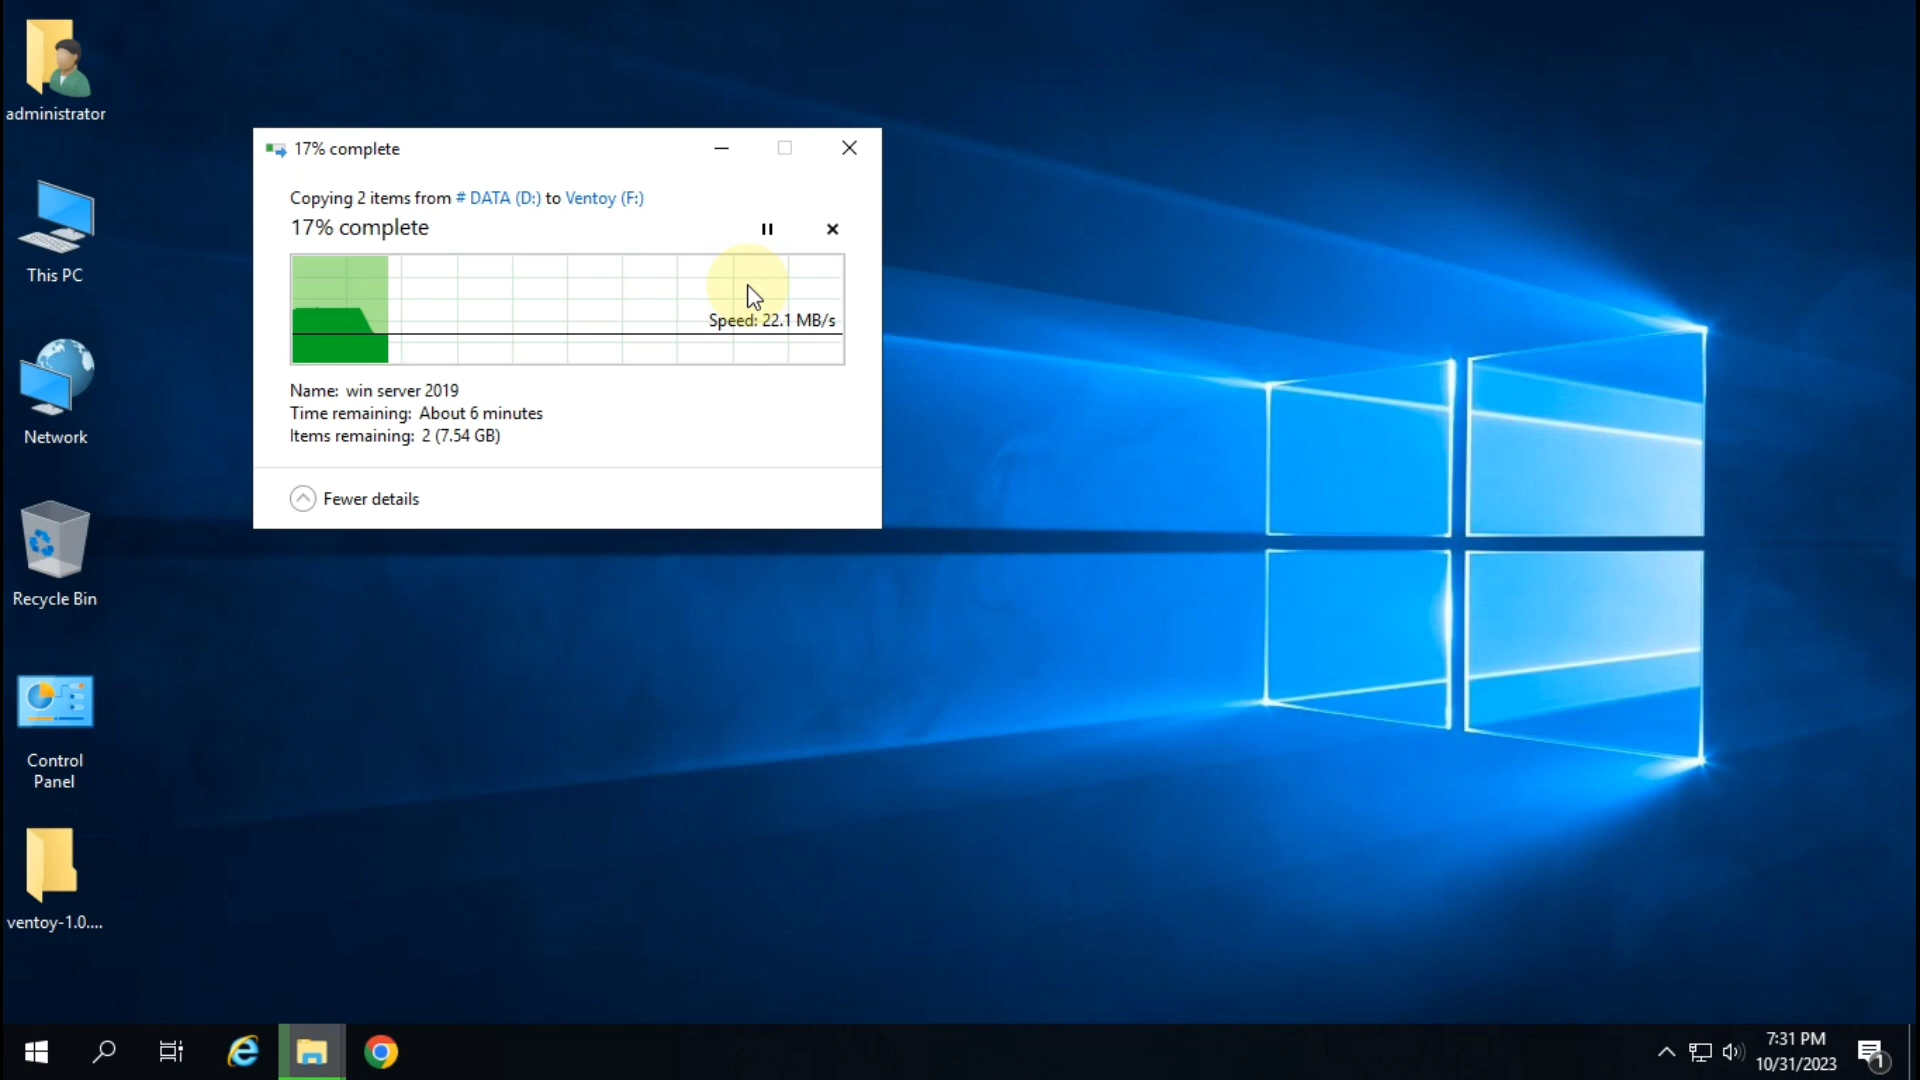 administrator
This PC
Network
Recycle Bin
Control
Panel
ventoy-1.0....
17% complete
Copying 2 items from # DATA (D:) to Ventoy (F:)
17% complete
Speed: 22.1 MB/s
Name: win server 2019
Time remaining: About 6 minutes
Items remaining: 2 (7.54 GB)
Fewer details
7:31 PM
10/31/2023
1